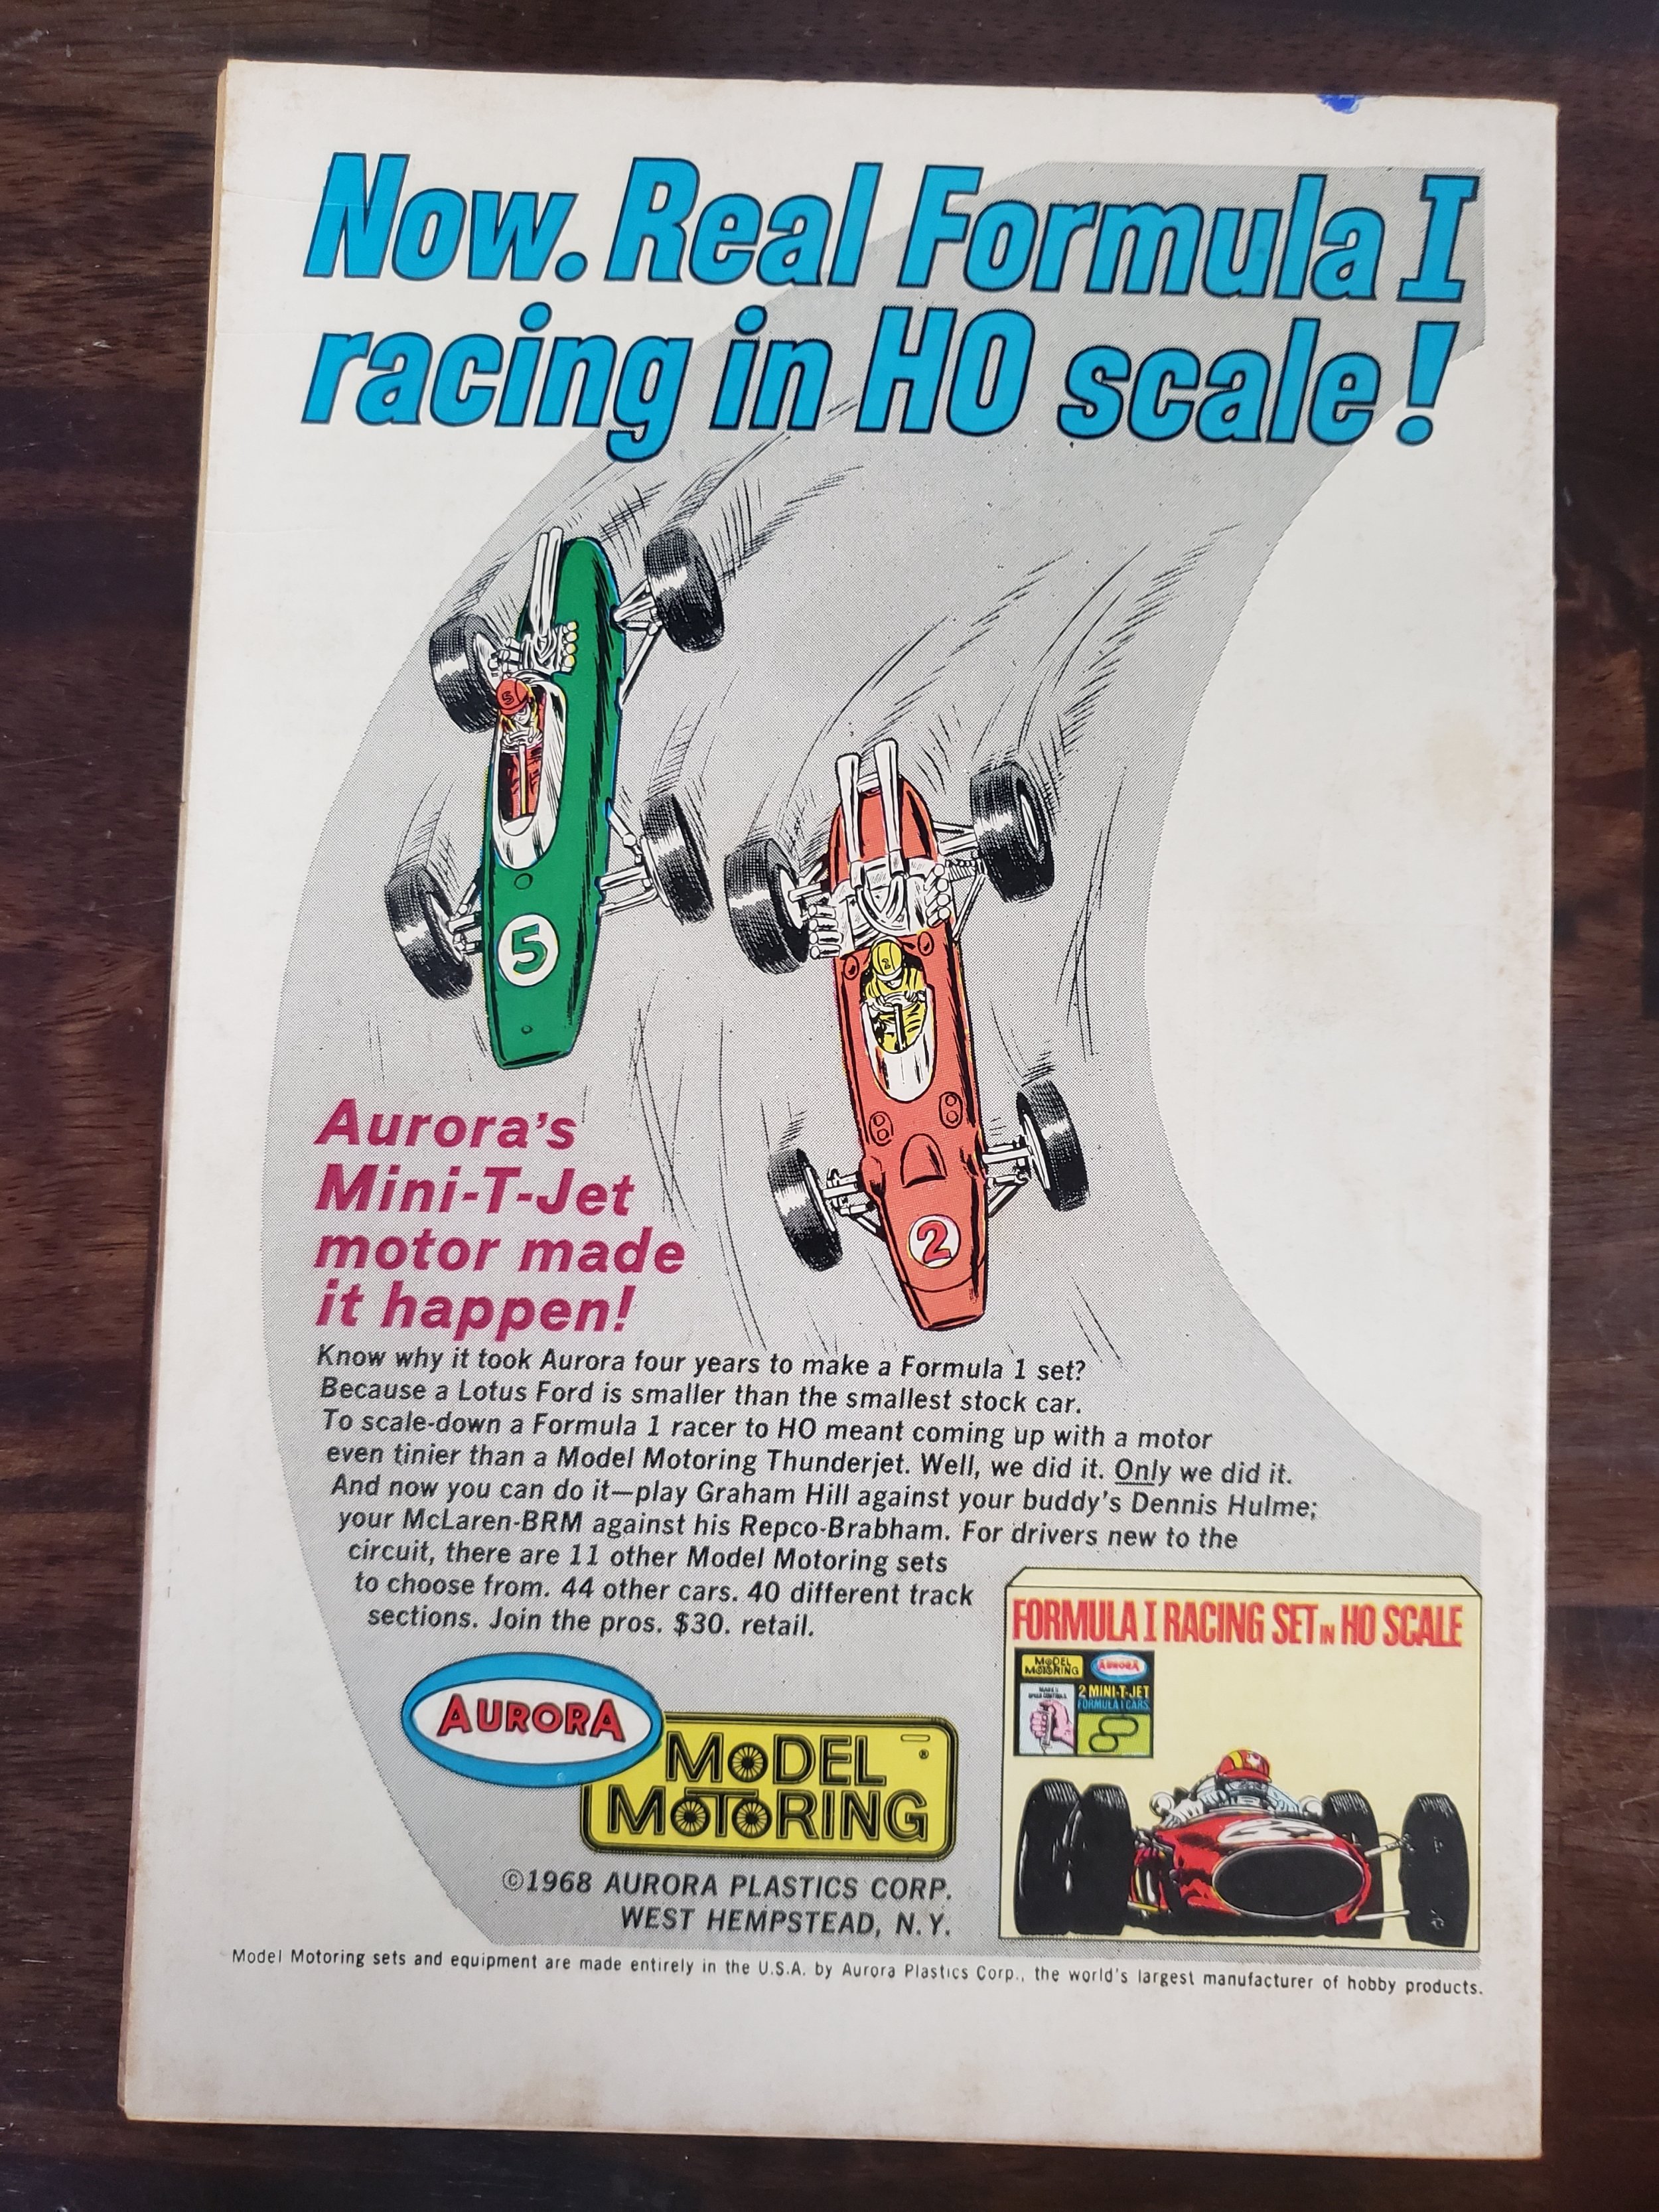 Now. Real Formula I
racing in HO scale!
5
5
2
2
Aurora's
Mini-T-Jet
motor made
it happen!
Know why it took Aurora four years to make a Formula 1 set?
Because a Lotus Ford is smaller than the smallest stock car.
To scale-down a Formula 1 racer to HO meant coming up with a motor
even tinier than a Model Motoring Thunderjet. Well, we did it. Only we did it.
And now you can do it—play Graham Hill against your buddy's Dennis Hulme;
your McLaren-BRM against his Repco-Brabham. For drivers new to the
circuit, there are 11 other Model Motoring sets
to choose from. 44 other cars. 40 different track
sections. Join the pros. $30. retail.
FORMULA I RACING SET IN HO SCALE
MODEL
MOTORING
AURORA
2 MINI-T-JET
FORMULA I CARS
AURORA
MODEL
MOTORING
®
©1968 AURORA PLASTICS CORP.
WEST HEMPSTEAD, N.Y.
Model Motoring sets and equipment are made entirely in the U.S.A. by Aurora Plastics Corp., the world's largest manufacturer of hobby products.